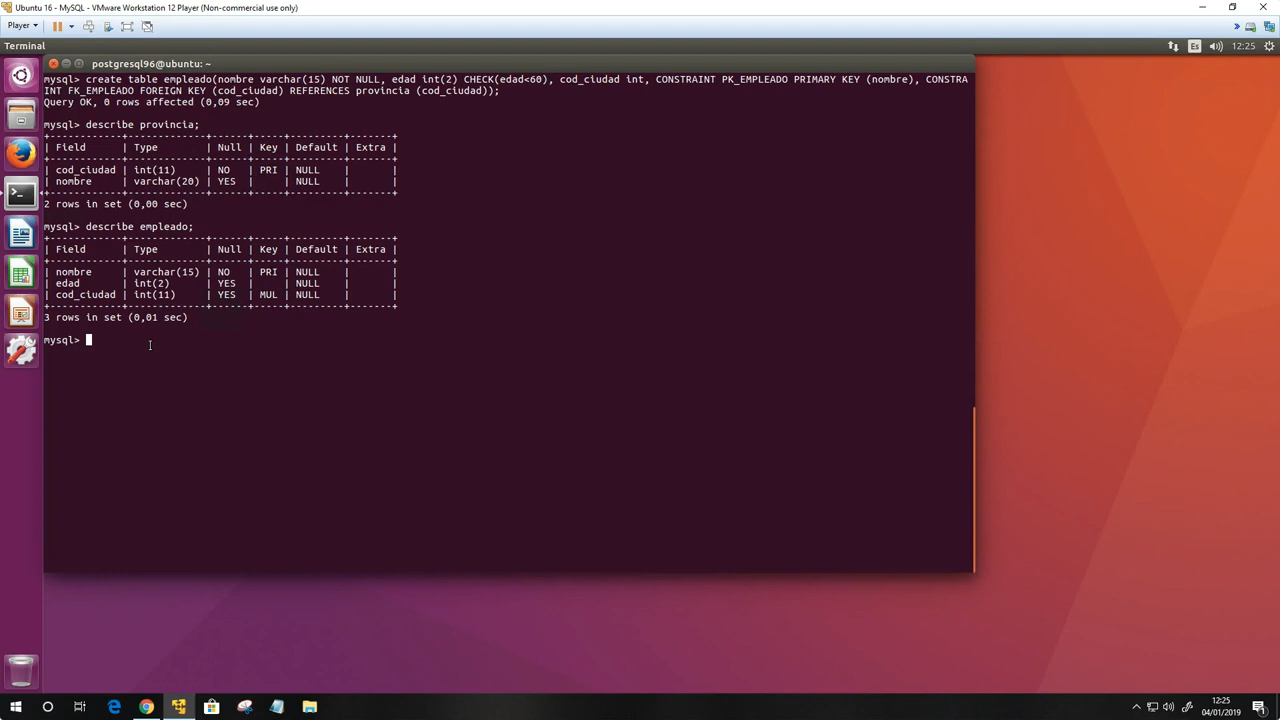 Ubuntu 16 - MySQL - VMware Workstation 12 Player (Non-commercial use only)
Player
Terminal
Es
12:25
postgresql96@ubuntu: ~
mysql> create table empleado(nombre varchar(15) NOT NULL, edad int(2) CHECK(edad<60), cod_ciudad int, CONSTRAINT PK_EMPLEADO PRIMARY KEY (nombre), CONSTRA
INT FK_EMPLEADO FOREIGN KEY (cod_ciudad) REFERENCES provincia (cod_ciudad));
Query OK, 0 rows affected (0,09 sec)
mysql> describe provincia;
+------------+-------------+------+-----+---------+-------+
| Field      | Type        | Null | Key | Default | Extra |
+------------+-------------+------+-----+---------+-------+
| cod_ciudad | int(11)     | NO   | PRI | NULL    |       |
| nombre     | varchar(20) | YES  |     | NULL    |       |
+------------+-------------+------+-----+---------+-------+
2 rows in set (0,00 sec)
mysql> describe empleado;
+------------+-------------+------+-----+---------+-------+
| Field      | Type        | Null | Key | Default | Extra |
+------------+-------------+------+-----+---------+-------+
| nombre     | varchar(15) | NO   | PRI | NULL    |       |
| edad       | int(2)      | YES  |     | NULL    |       |
| cod_ciudad | int(11)     | YES  | MUL | NULL    |       |
+------------+-------------+------+-----+---------+-------+
3 rows in set (0,01 sec)
mysql>
12:25
04/01/2019